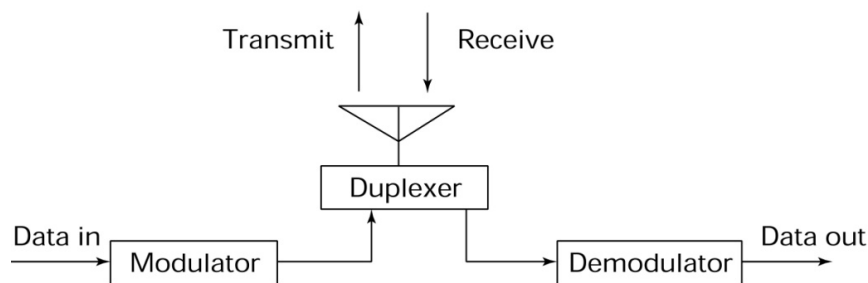 Transmit
Receive
Duplexer
Data in
Modulator
Demodulator
Data out